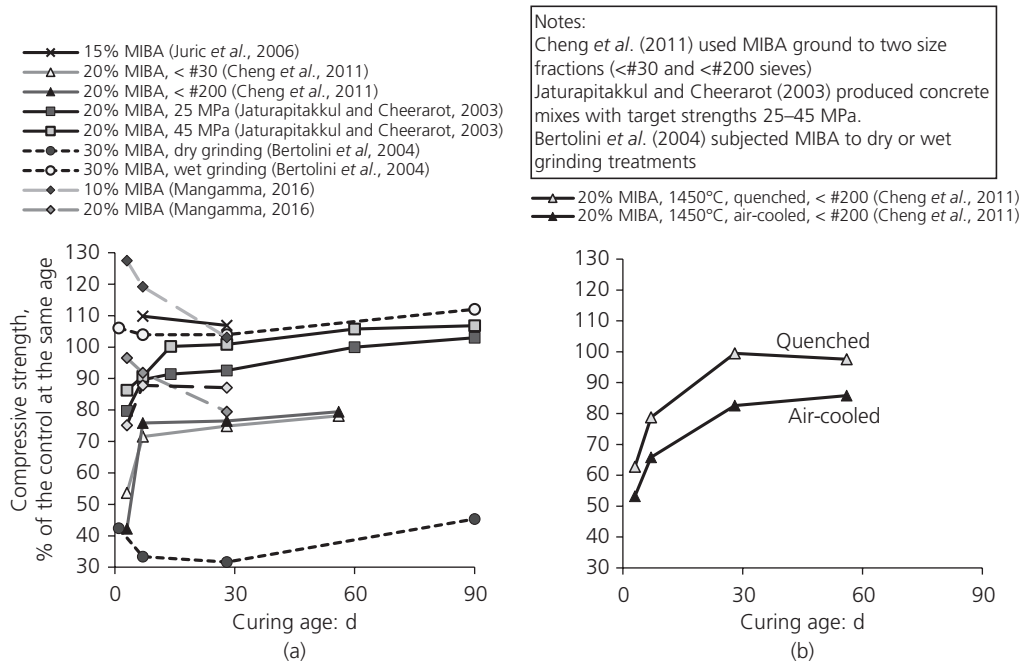 15% MIBA (Juric et al., 2006)
20% MIBA, < #30 (Cheng et al., 2011)
20% MIBA, < #200 (Cheng et al., 2011)
20% MIBA, 25 MPa (Jaturapitakkul and Cheerarot, 2003)
20% MIBA, 45 MPa (Jaturapitakkul and Cheerarot, 2003)
30% MIBA, dry grinding (Bertolini et al, 2004)
30% MIBA, wet grinding (Bertolini et al., 2004)
10% MIBA (Mangamma, 2016)
20% MIBA (Mangamma, 2016)
Notes:
Cheng et al. (2011) used MIBA ground to two size
fractions (<#30 and <#200 sieves)
Jaturapitakkul and Cheerarot (2003) produced concrete
mixes with target strengths 25–45 MPa.
Bertolini et al. (2004) subjected MIBA to dry or wet
grinding treatments
20% MIBA, 1450°C, quenched, < #200 (Cheng et al., 2011)
20% MIBA, 1450°C, air-cooled, < #200 (Cheng et al., 2011)
Compressive strength,
% of the control at the same age
130
120
110
100
90
80
70
60
50
40
30
0
30
60
90
Curing age: d
(a)
130
120
110
100
90
80
70
60
50
40
30
Quenched
Air-cooled
0
30
60
90
Curing age: d
(b)